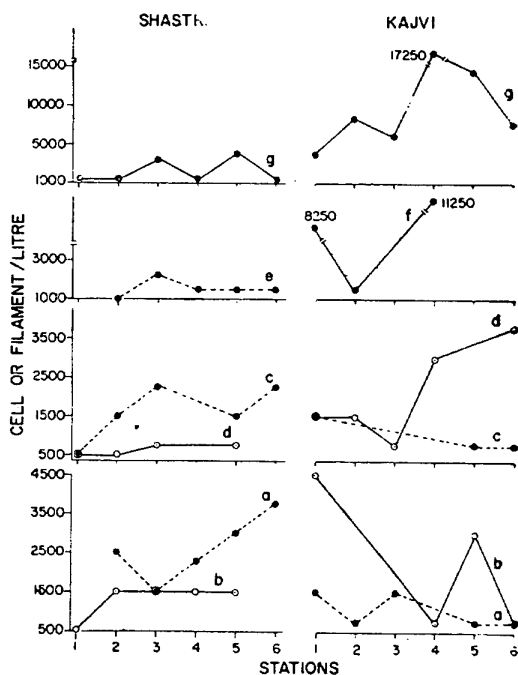 SHASTR. KAJVI
15000
10000
5000
1000
g
17250
g
3000
1000
e
8250
f
11250
3500
2500
1500
500
c
d
d
c
4500
3500
2500
1500
500
a
b
b
a
1 2 3 4 5 6
1 2 3 4 5 6
STATIONS
CELL OR FILAMENT/LITRE